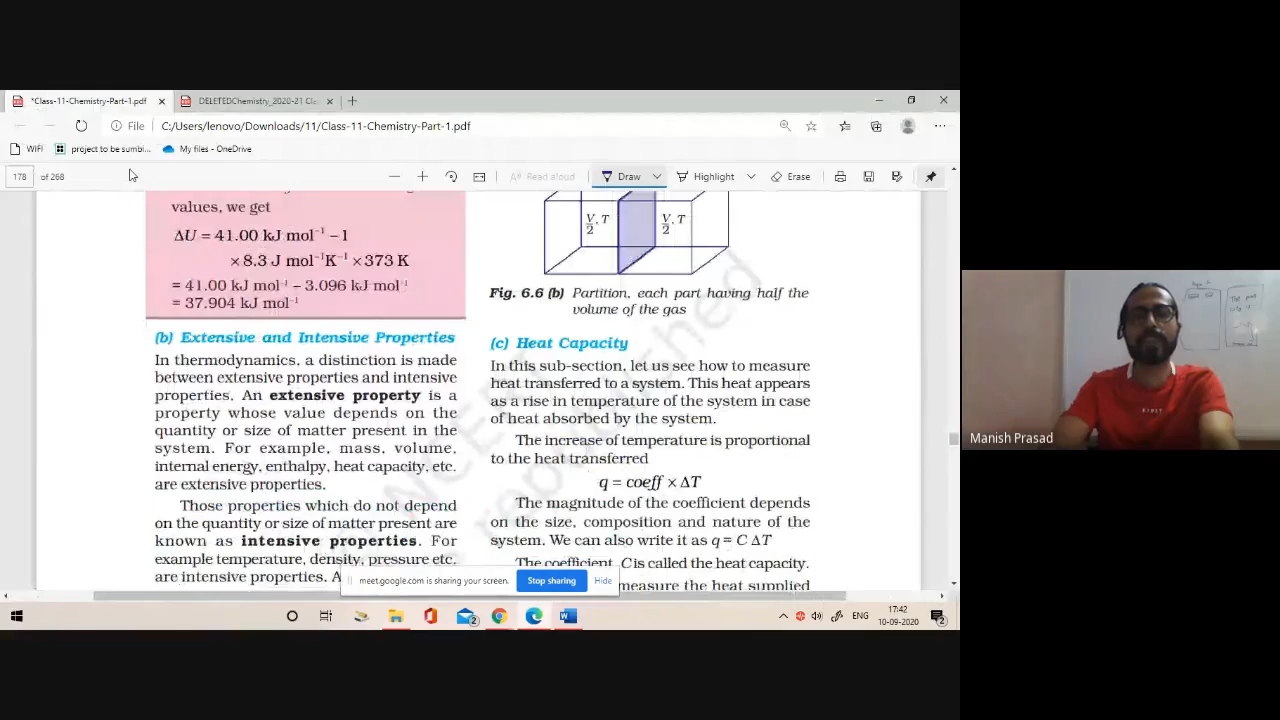 *Class-11-Chemistry-Part-1.pdf
DELETEDChemistry_2020-21 Cl
File
C:/Users/lenovo/Downloads/11/Class-11-Chemistry-Part-1.pdf
WIFI
project to be sumbi...
My files - OneDrive
178 of 268
Read aloud
Draw
Highlight
Erase
values, we get
ΔU = 41.00 kJ mol⁻¹ – 1
× 8.3 J mol⁻¹K⁻¹ × 373 K
= 41.00 kJ mol⁻¹ – 3.096 kJ mol⁻¹
= 37.904 kJ mol⁻¹
(b) Extensive and Intensive Properties
In thermodynamics, a distinction is made
between extensive properties and intensive
properties. An extensive property is a
property whose value depends on the
quantity or size of matter present in the
system. For example, mass, volume,
internal energy, enthalpy, heat capacity, etc.
are extensive properties.
Those properties which do not depend
on the quantity or size of matter present are
known as intensive properties. For
example temperature, density, pressure etc.
are intensive properties. A
V/2, T
V/2, T
Fig. 6.6 (b) Partition, each part having half the
volume of the gas
(c) Heat Capacity
In this sub-section, let us see how to measure
heat transferred to a system. This heat appears
as a rise in temperature of the system in case
of heat absorbed by the system.
The increase of temperature is proportional
to the heat transferred
q = coeff × ΔT
The magnitude of the coefficient depends
on the size, composition and nature of the
system. We can also write it as q = C ΔT
The coefficient, C is called the heat capacity.
measure the heat supplied
meet.google.com is sharing your screen.
Stop sharing
Hide
ENG
17:42
10-09-2020
2
2
Manish Prasad